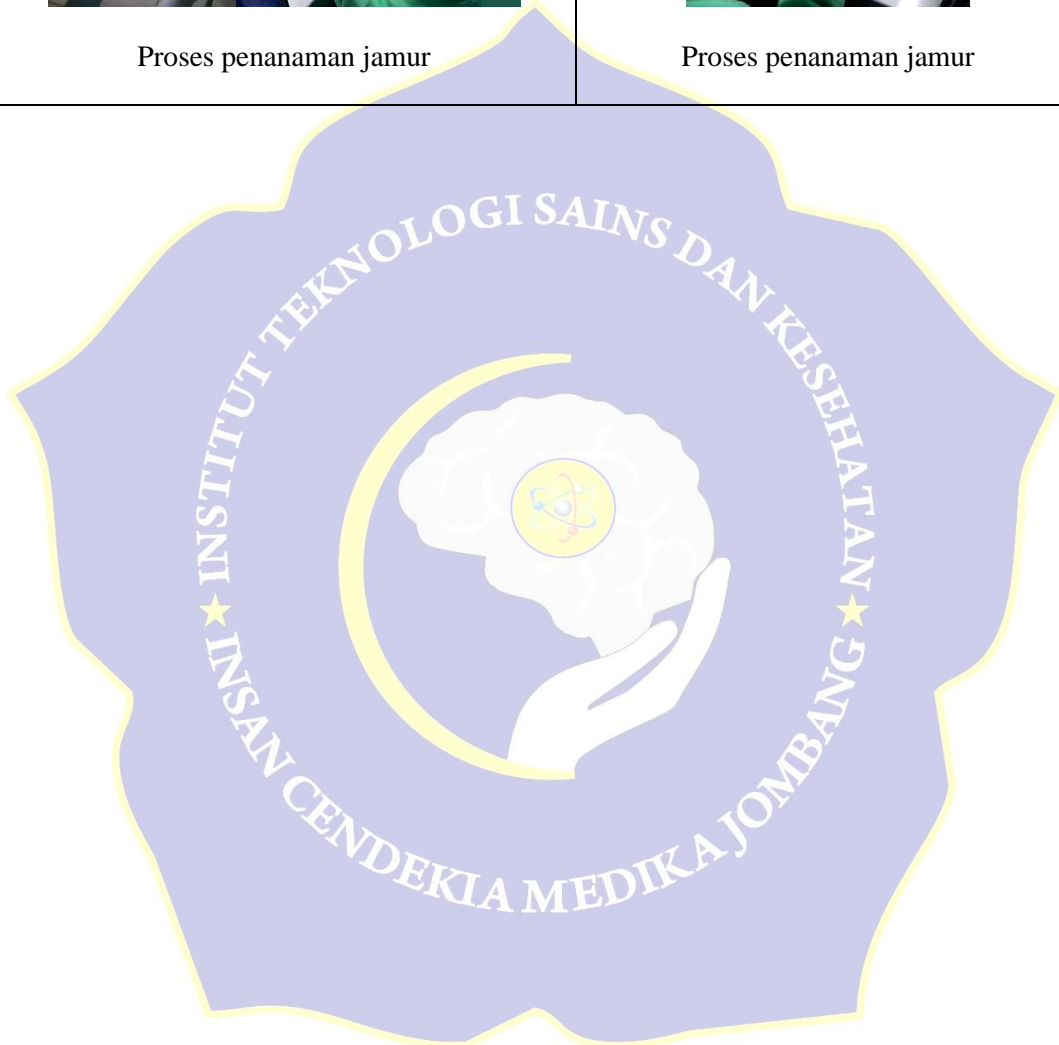 Proses penanaman jamur
Proses penanaman jamur
INSTITUT TEKNOLOGI SAINS DAN KESEHATAN
INSAN CENDEKIA MEDIKA JOMBANG